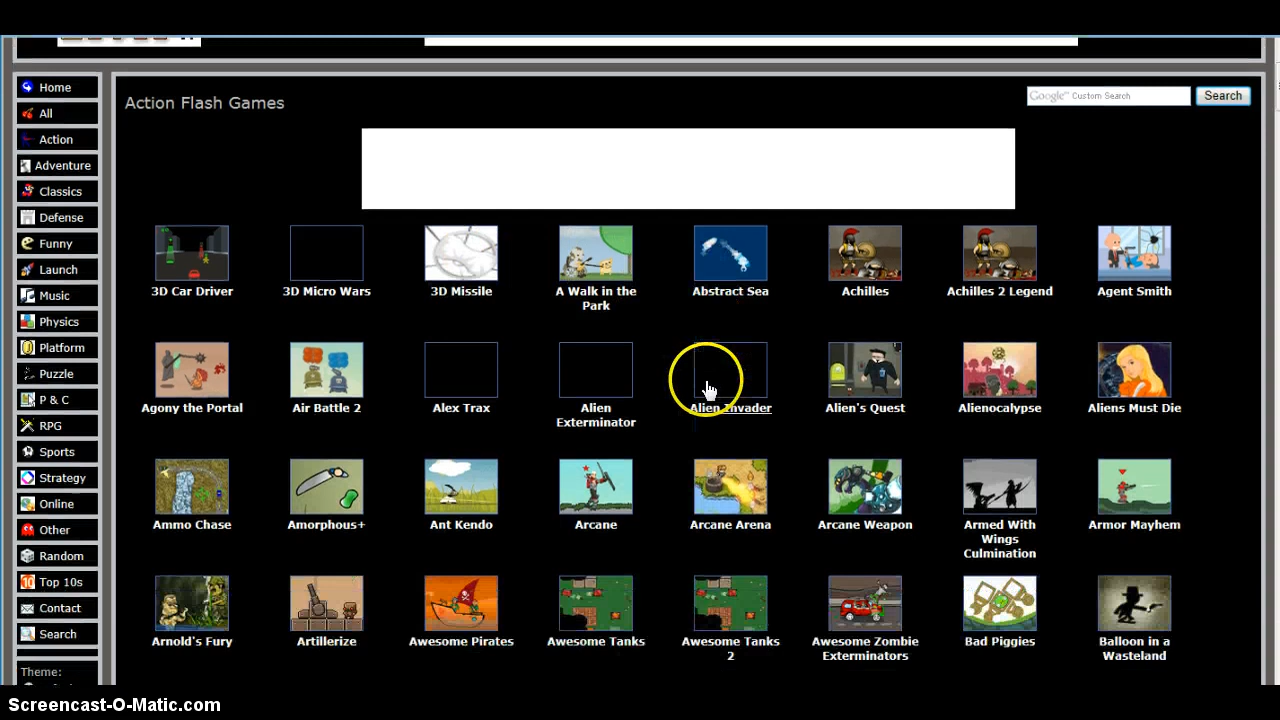 Home
All
Action
Adventure
Classics
Defense
Funny
Launch
Music
Physics
Platform
Puzzle
P & C
RPG
Sports
Strategy
Online
Other
Random
Top 10s
Contact
Search
Theme:
Action Flash Games
Google™ Custom Search
Search
3D Car Driver
3D Micro Wars
3D Missile
A Walk in the
Park
Abstract Sea
Achilles
Achilles 2 Legend
Agent Smith
Agony the Portal
Air Battle 2
Alex Trax
Alien
Exterminator
Alien Invader
Alien's Quest
Alienocalypse
Aliens Must Die
Ammo Chase
Amorphous+
Ant Kendo
Arcane
Arcane Arena
Arcane Weapon
Armed With
Wings
Culmination
Armor Mayhem
Arnold's Fury
Artillerize
Awesome Pirates
Awesome Tanks
Awesome Tanks
2
Awesome Zombie
Exterminators
Bad Piggies
Balloon in a
Wasteland
Screencast-O-Matic.com